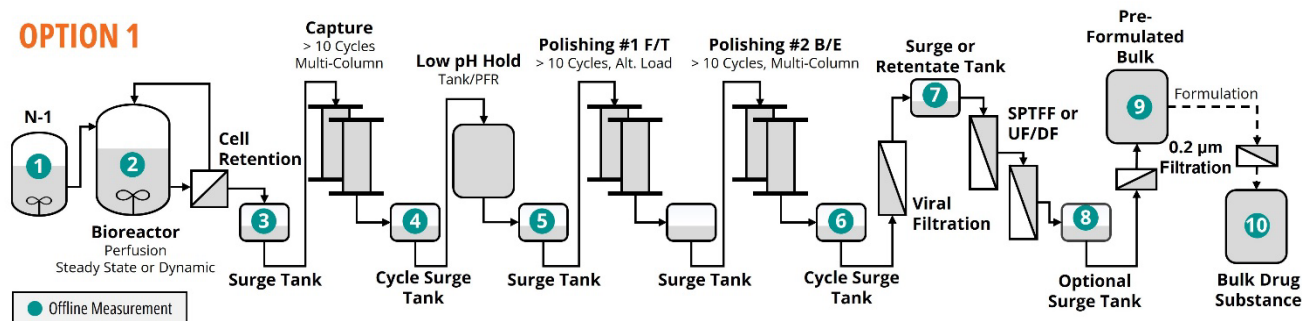 OPTION 1
N-1
1
2
Bioreactor
Perfusion
Steady State or Dynamic
Cell
Retention
3
Surge Tank
Capture
> 10 Cycles
Multi-Column
4
Cycle Surge
Tank
Low pH Hold
Tank/PFR
5
Surge Tank
Polishing #1 F/T
> 10 Cycles, Alt. Load
Surge Tank
Polishing #2 B/E
> 10 Cycles, Multi-Column
6
Cycle Surge
Tank
Viral
Filtration
Surge or
Retentate Tank
7
SPTFF or
UF/DF
8
Optional
Surge Tank
Pre-
Formulated
Bulk
9
Formulation
0.2 µm
Filtration
10
Bulk Drug
Substance
Offline Measurement